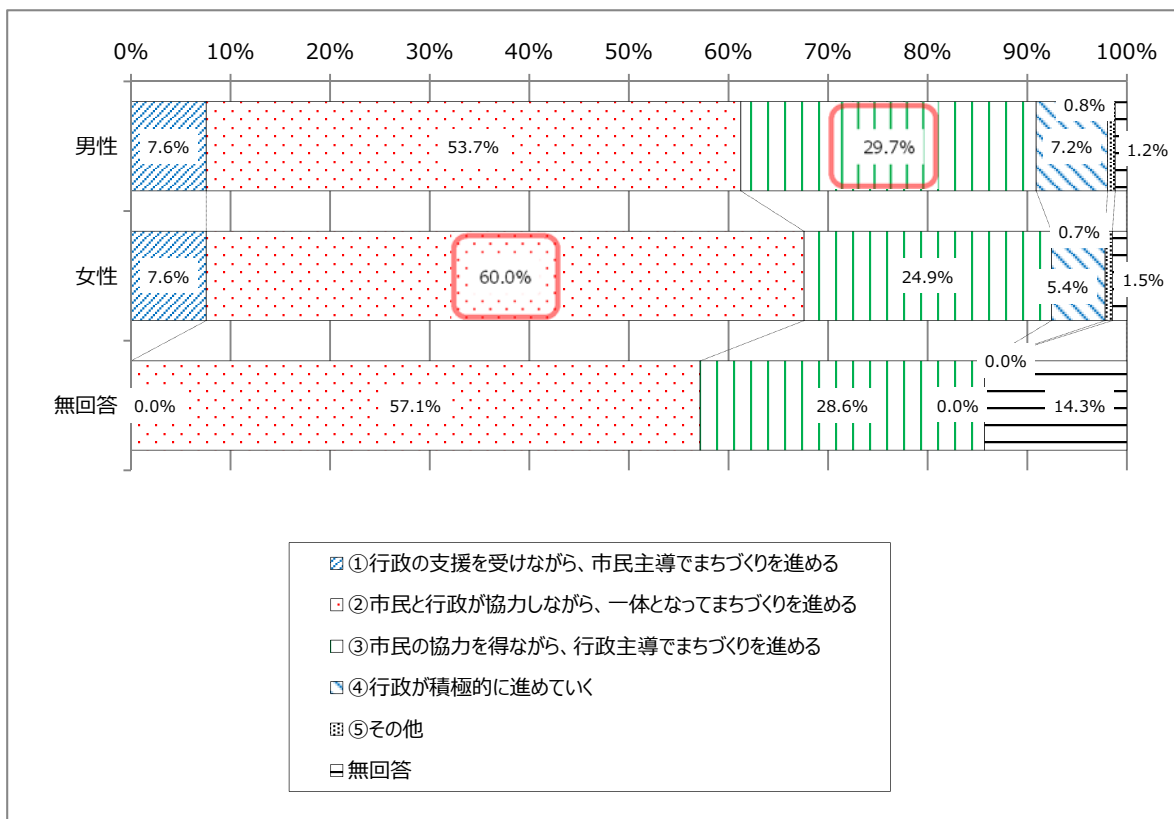 0% 10% 20% 30% 40% 50% 60% 70% 80% 90% 100%
0.8%
男性 7.6% 53.7% 29.7% 7.2% 1.2%
0.7%
女性 7.6% 60.0% 24.9% 5.4% 1.5%
0.0%
無回答 0.0% 57.1% 28.6% 0.0% 14.3%
①行政の支援を受けながら、市民主導でまちづくりを進める
②市民と行政が協力しながら、一体となってまちづくりを進める
③市民の協力を得ながら、行政主導でまちづくりを進める
④行政が積極的に進めていく
⑤その他
無回答